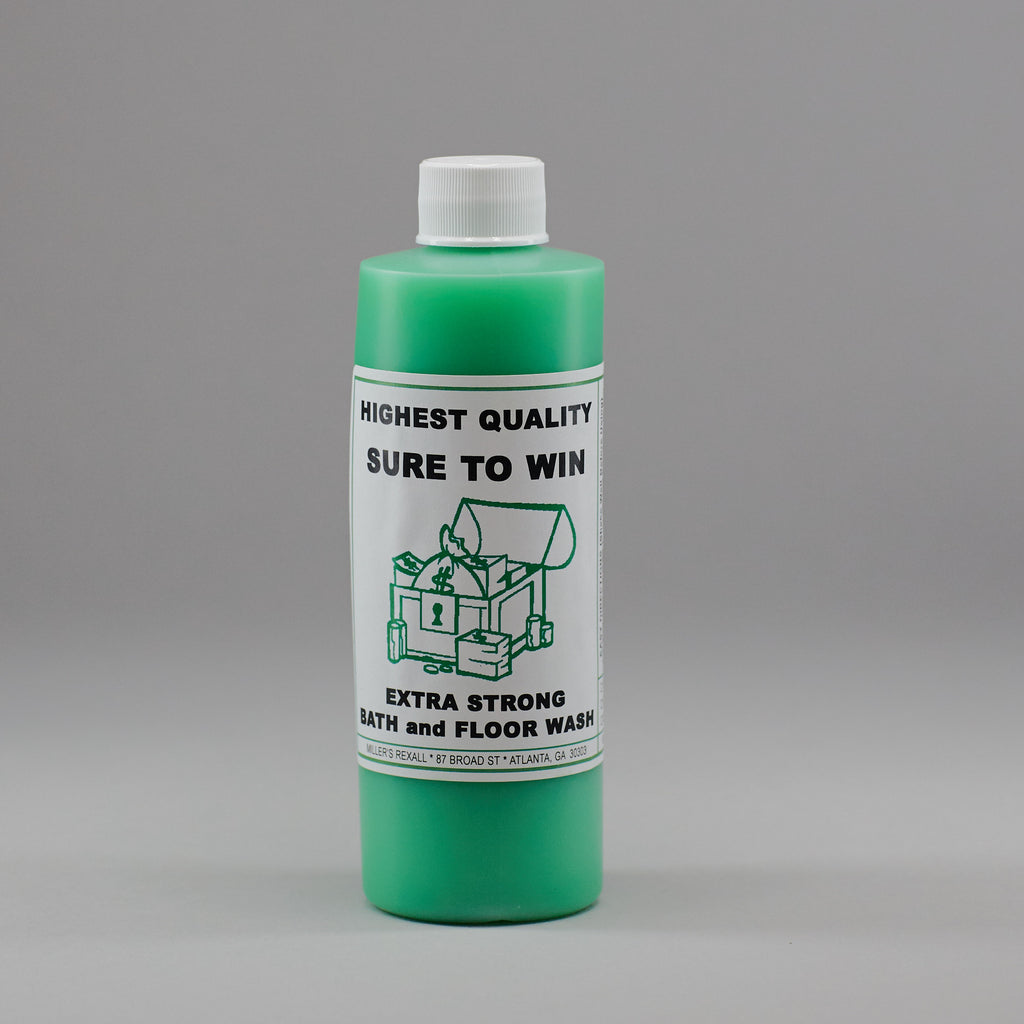 HIGHEST QUALITY
SURE TO WIN
$
$
EXTRA STRONG
BATH and FLOOR WASH
MILLER'S REXALL * 87 BROAD ST * ATLANTA, GA 30303